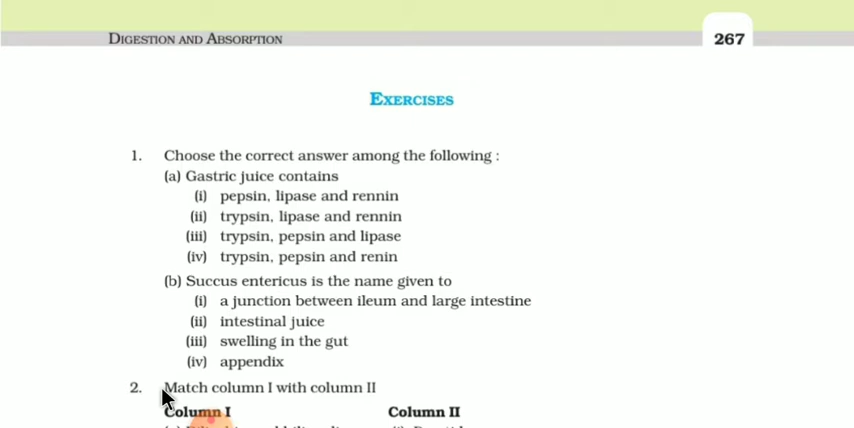 DIGESTION AND ABSORPTION 267
EXERCISES
1. Choose the correct answer among the following :
(a) Gastric juice contains
(i) pepsin, lipase and rennin
(ii) trypsin, lipase and rennin
(iii) trypsin, pepsin and lipase
(iv) trypsin, pepsin and renin
(b) Succus entericus is the name given to
(i) a junction between ileum and large intestine
(ii) intestinal juice
(iii) swelling in the gut
(iv) appendix
2. Match column I with column II
Column I Column II